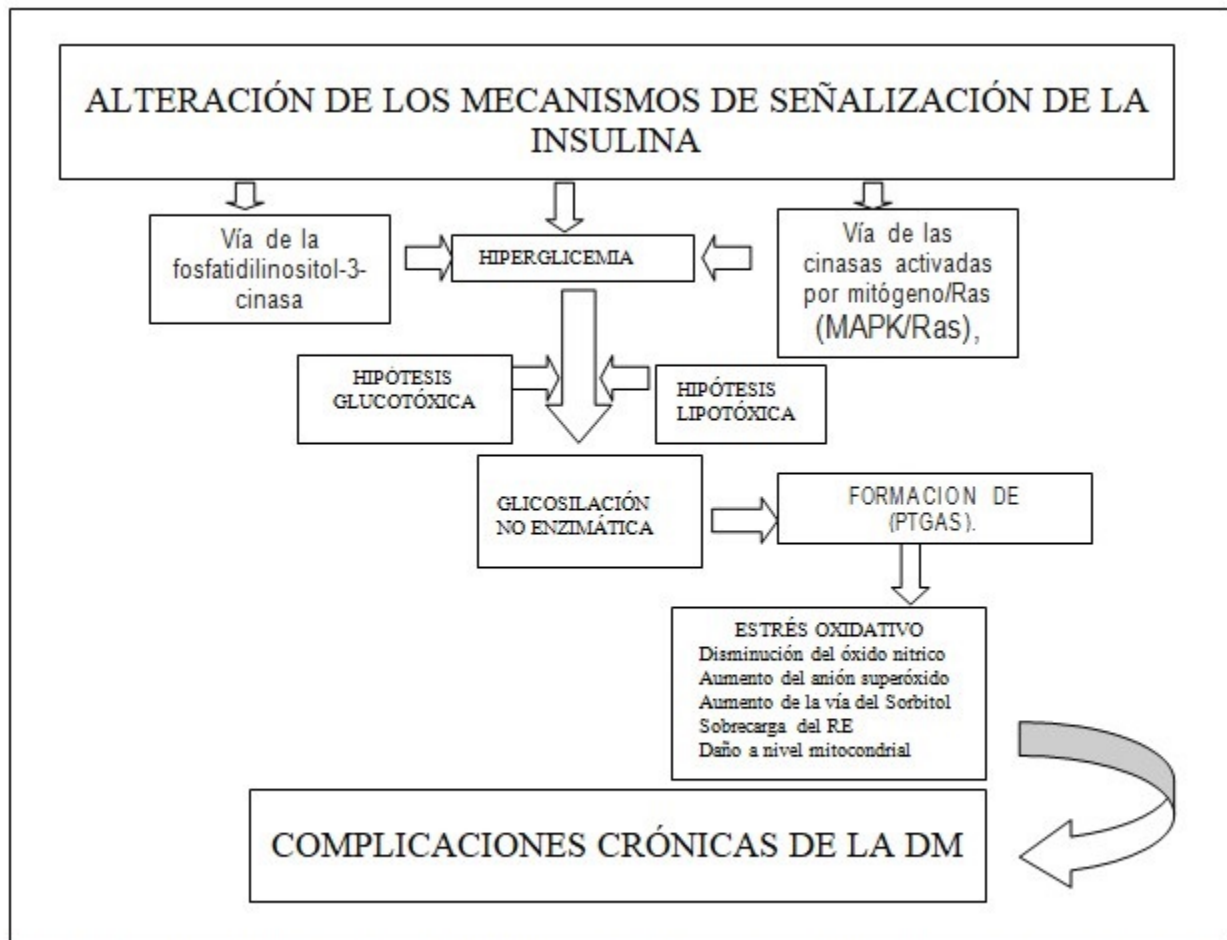 ALTERACIÓN DE LOS MECANISMOS DE SEÑALIZACIÓN DE LA
INSULINA
Vía de la
fosfatidilinositol-3-
cinasa
HIPERGLICEMIA
Vía de las
cinasas activadas
por mitógeno/Ras
(MAPK/Ras),
HIPÓTESIS
GLUCOTÓXICA
HIPÓTESIS
LIPOTÓXICA
GLICOSILACIÓN
NO ENZIMÁTICA
FORMACION DE
(PTGAS).
ESTRÉS OXIDATIVO
Disminución del óxido nitrico
Aumento del anión superóxido
Aumento de la vía del Sorbitol
Sobrecarga del RE
Daño a nivel mitocondrial
COMPLICACIONES CRÓNICAS DE LA DM